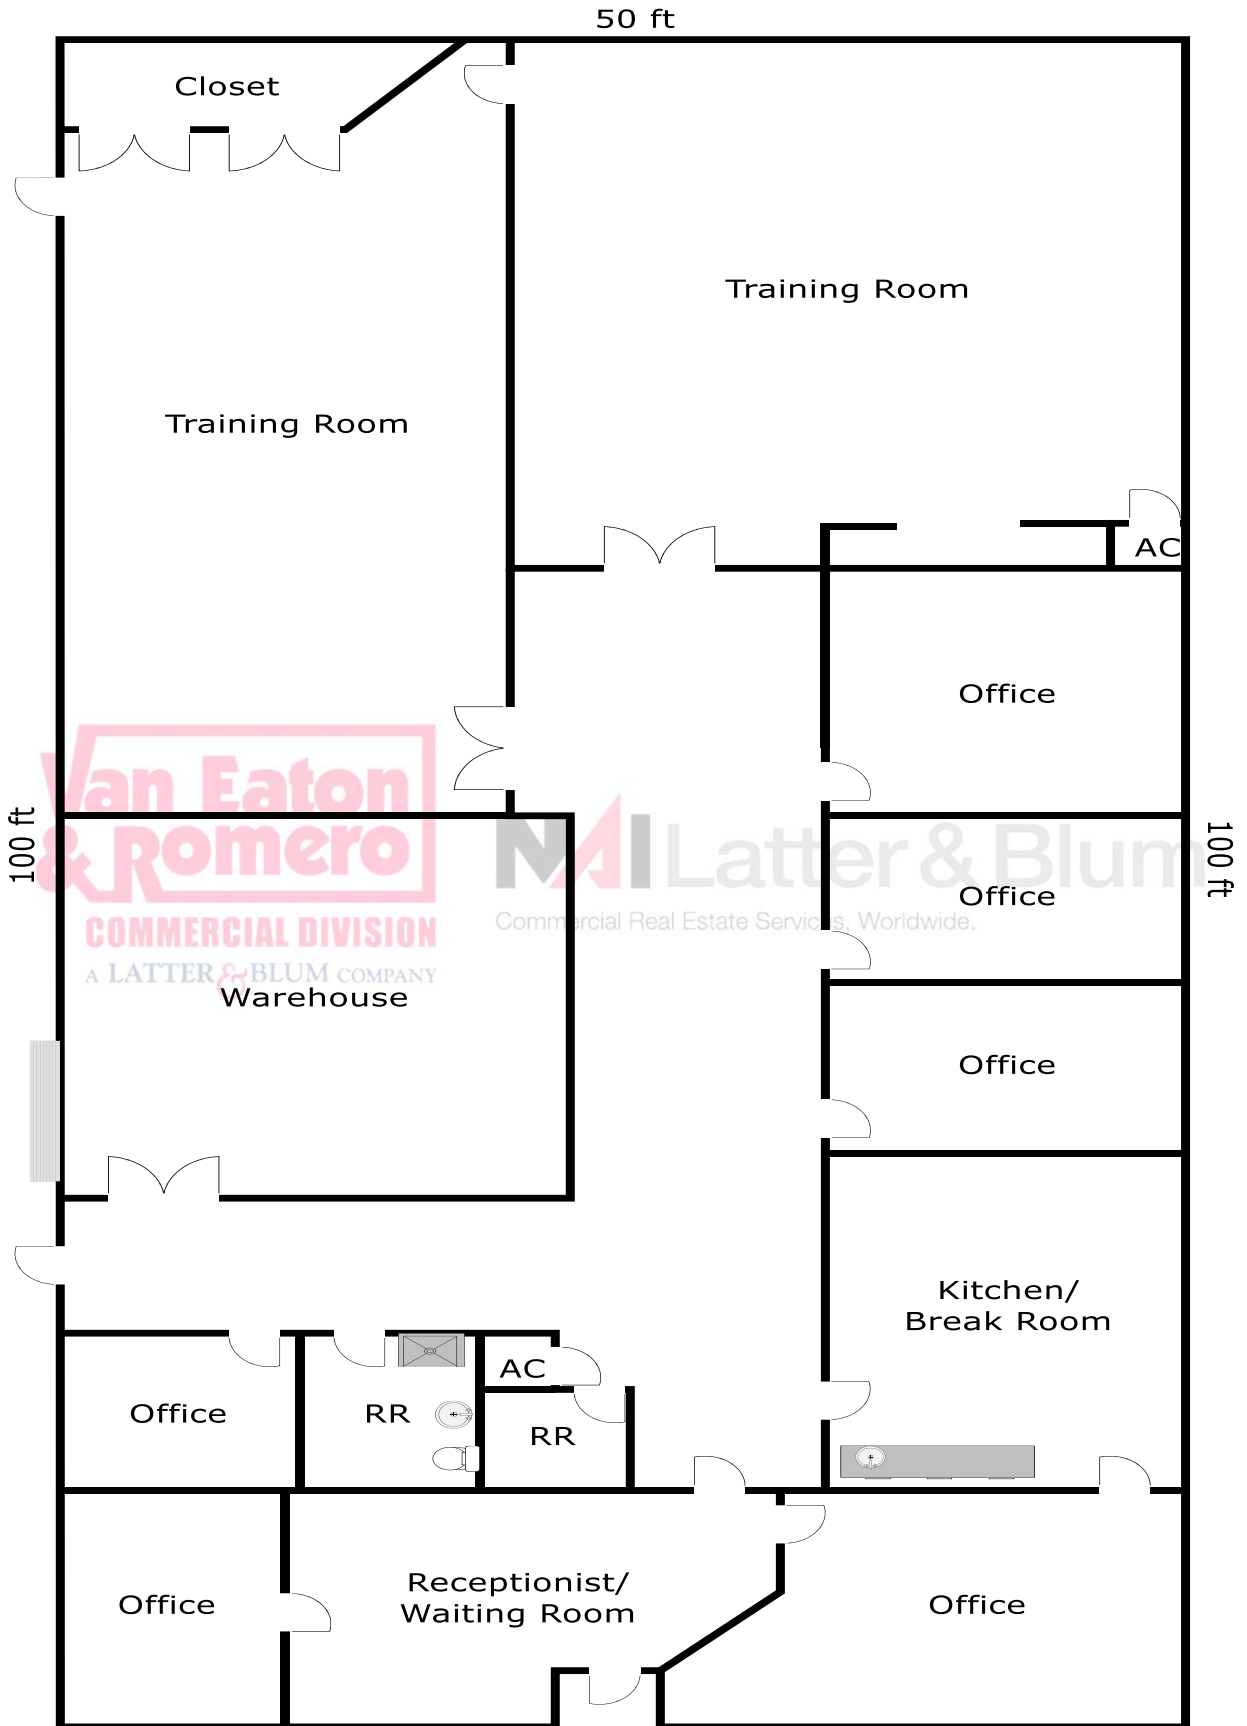 50 ft
Closet
Training Room
Training Room
AC
Office
Van Eaton
& Romero
COMMERCIAL DIVISION
A LATTER & BLUM COMPANY
NAI Latter & Blum
Commercial Real Estate Services, Worldwide.
100 ft
100 ft
Office
Warehouse
Office
Kitchen/
Break Room
AC
Office
RR
RR
Receptionist/
Waiting Room
Office
Office